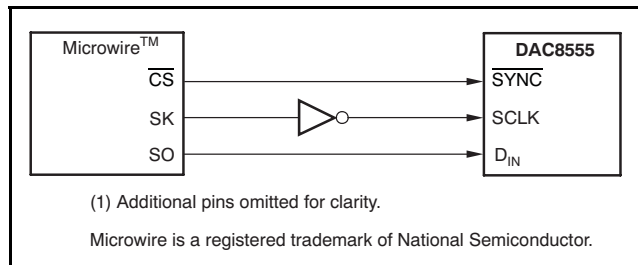 Microwire™ DAC8555
CS SYNC
SK SCLK
SO DIN
(1) Additional pins omitted for clarity.
Microwire is a registered trademark of National Semiconductor.